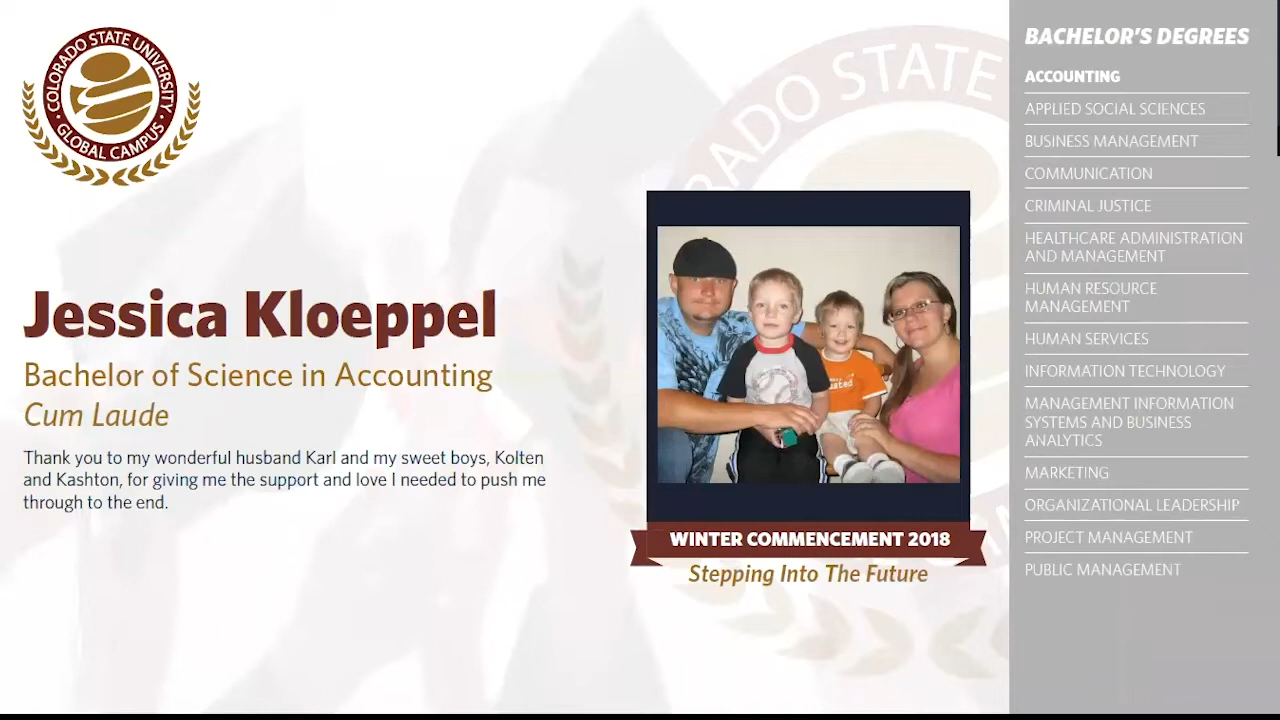 COLORADO STATE UNIVERSITY
GLOBAL CAMPUS
Jessica Kloeppel
Bachelor of Science in Accounting
Cum Laude
Thank you to my wonderful husband Karl and my sweet boys, Kolten
and Kashton, for giving me the support and love I needed to push me
through to the end.
RADO STATE
uated
WINTER COMMENCEMENT 2018
Stepping Into The Future
BACHELOR'S DEGREES
ACCOUNTING
APPLIED SOCIAL SCIENCES
BUSINESS MANAGEMENT
COMMUNICATION
CRIMINAL JUSTICE
HEALTHCARE ADMINISTRATION
AND MANAGEMENT
HUMAN RESOURCE
MANAGEMENT
HUMAN SERVICES
INFORMATION TECHNOLOGY
MANAGEMENT INFORMATION
SYSTEMS AND BUSINESS
ANALYTICS
MARKETING
ORGANIZATIONAL LEADERSHIP
PROJECT MANAGEMENT
PUBLIC MANAGEMENT